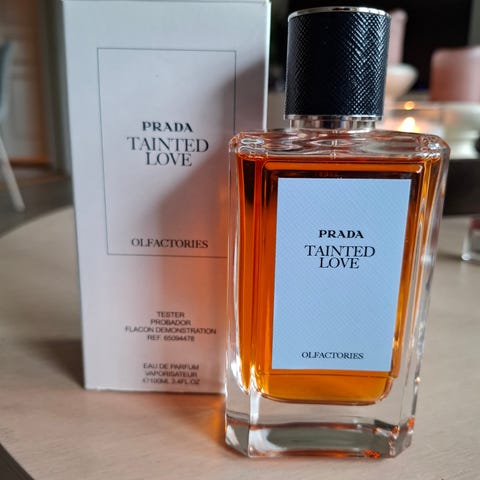 PRADA
TAINTED
LOVE
OLFACTORIES
TESTER
PROBADOR
FLACON DEMONSTRATION
REF: 65094478
EAU DE PARFUM
VAPORISATEUR
℮100ML 3.4FL.OZ
PRADA
TAINTED
LOVE
OLFACTORIES